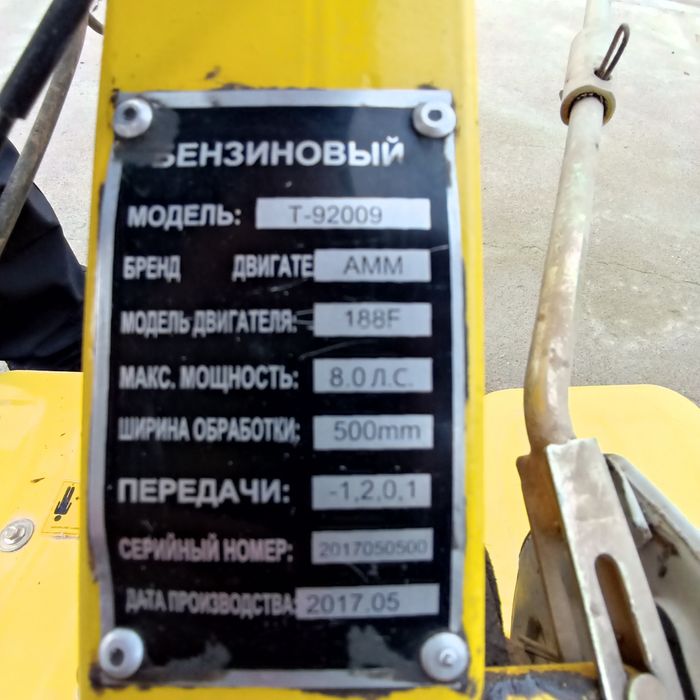 БЕНЗИНОВЫЙ
МОДЕЛЬ: T-92009
БРЕНД ДВИГАТЕ AMM
МОДЕЛЬ ДВИГАТЕЛЯ: 188F
МАКС. МОЩНОСТЬ: 8.0 Л.С.
ШИРИНА ОБРАБОТКИ: 500mm
ПЕРЕДАЧИ: -1,2,0,1
СЕРИЙНЫЙ НОМЕР: 2017050500
ДАТА ПРОИЗВОДСТВА: 2017.05